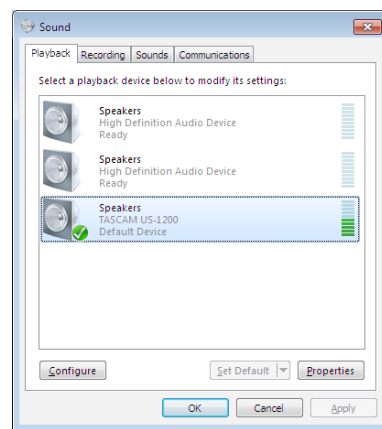 Sound
Playback Recording Sounds Communications
Select a playback device below to modify its settings:
Speakers
High Definition Audio Device
Ready
Speakers
High Definition Audio Device
Ready
Speakers
TASCAM US-1200
Default Device
Configure Set Default Properties
OK Cancel Apply